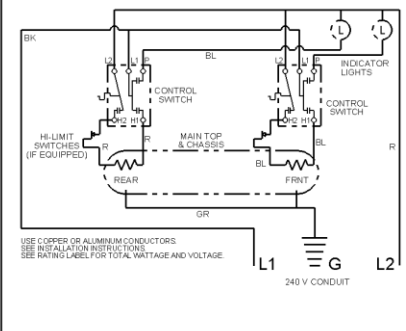 BK
BL
L2 L1 P
L2 L1 P
L
L
INDICATOR
LIGHTS
CONTROL
SWITCH
CONTROL
SWITCH
H2 H1
H2 H1
HI-LIMIT
SWITCHES
(IF EQUIPPED)
R
R
MAIN TOP
& CHASSIS
BL
BL
R
REAR
FRNT
GR
USE COPPER OR ALUMINUM CONDUCTORS.
SEE INSTALLATION INSTRUCTIONS.
SEE RATING LABEL FOR TOTAL WATTAGE AND VOLTAGE.
L1
G
L2
240 V CONDUIT